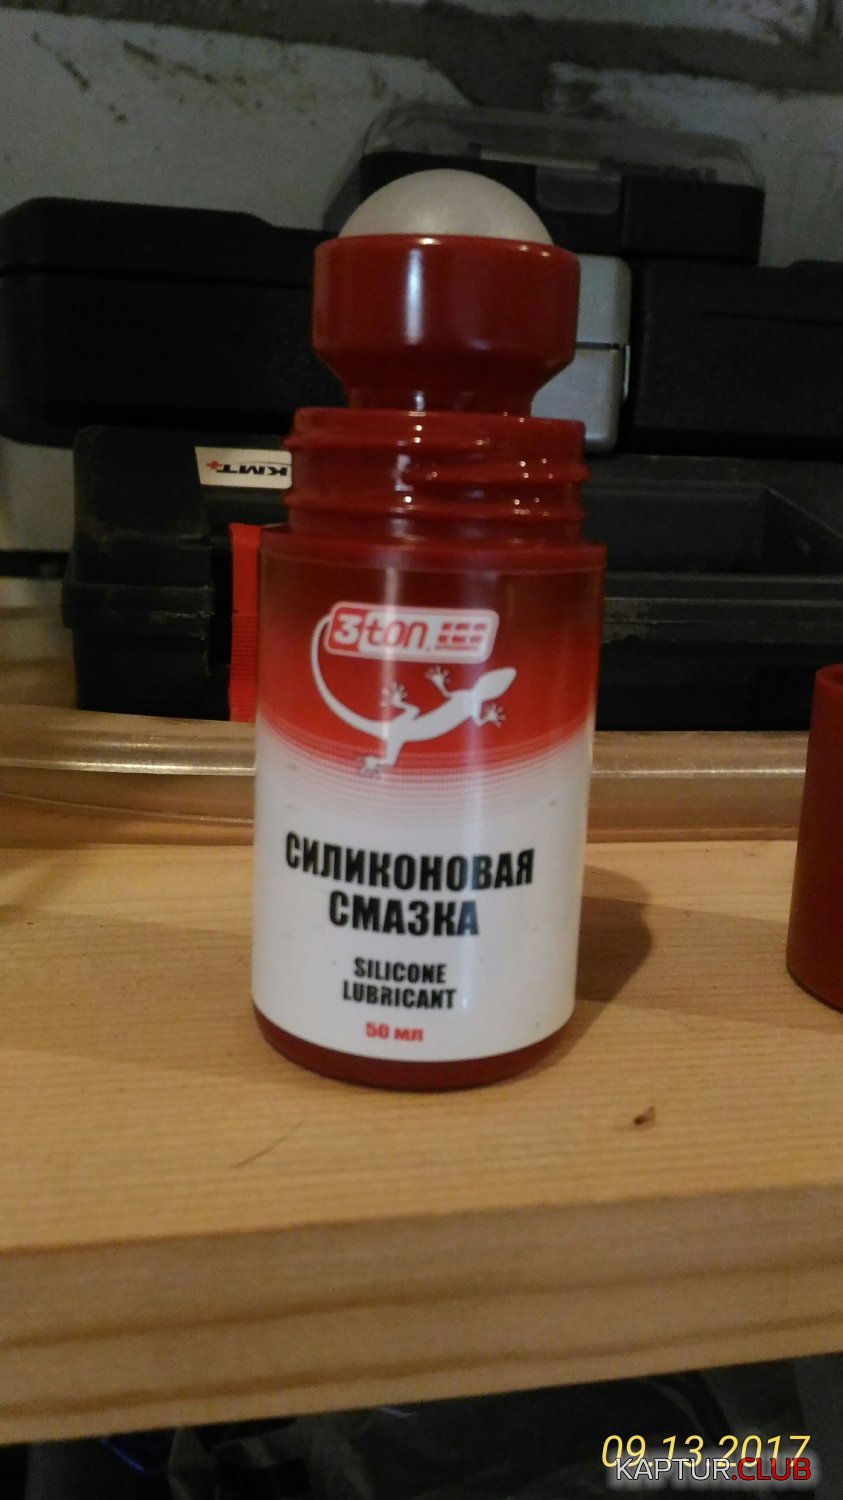 KMT+
3ton
СИЛИКОНОВАЯ
СМАЗКА
SILICONE
LUBRICANT
50 мл
09.13.2017
KAPTUR.CLUB